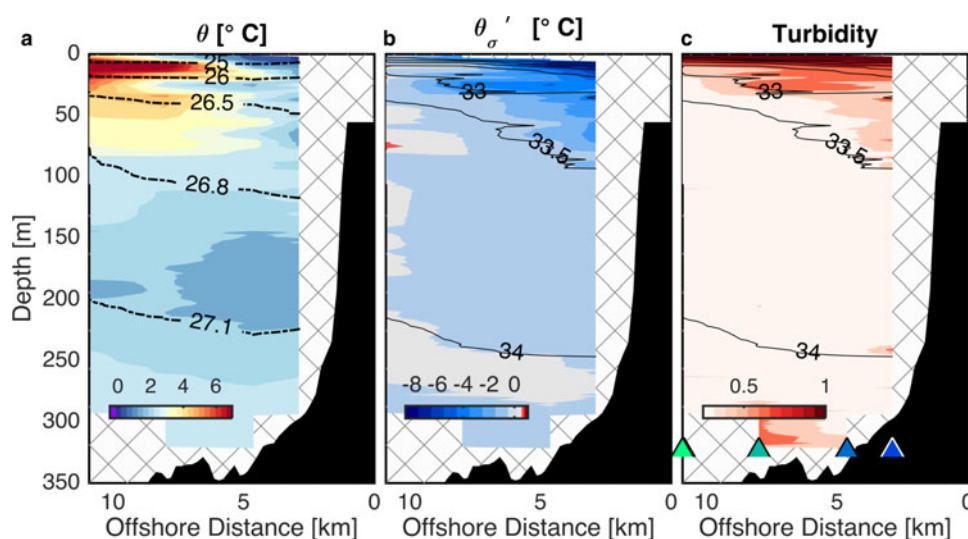 a θ [° C]
b θσ′ [° C]
c Turbidity
0
50
100
150
200
250
300
350
Depth [m]
25
26
26.5
26.8
27.1
0 2 4 6
10 5 0
Offshore Distance [km]
33
33.5
34
-8 -6 -4 -2 0
10 5 0
Offshore Distance [km]
33
33.5
34
0.5 1
10 5 0
Offshore Distance [km]